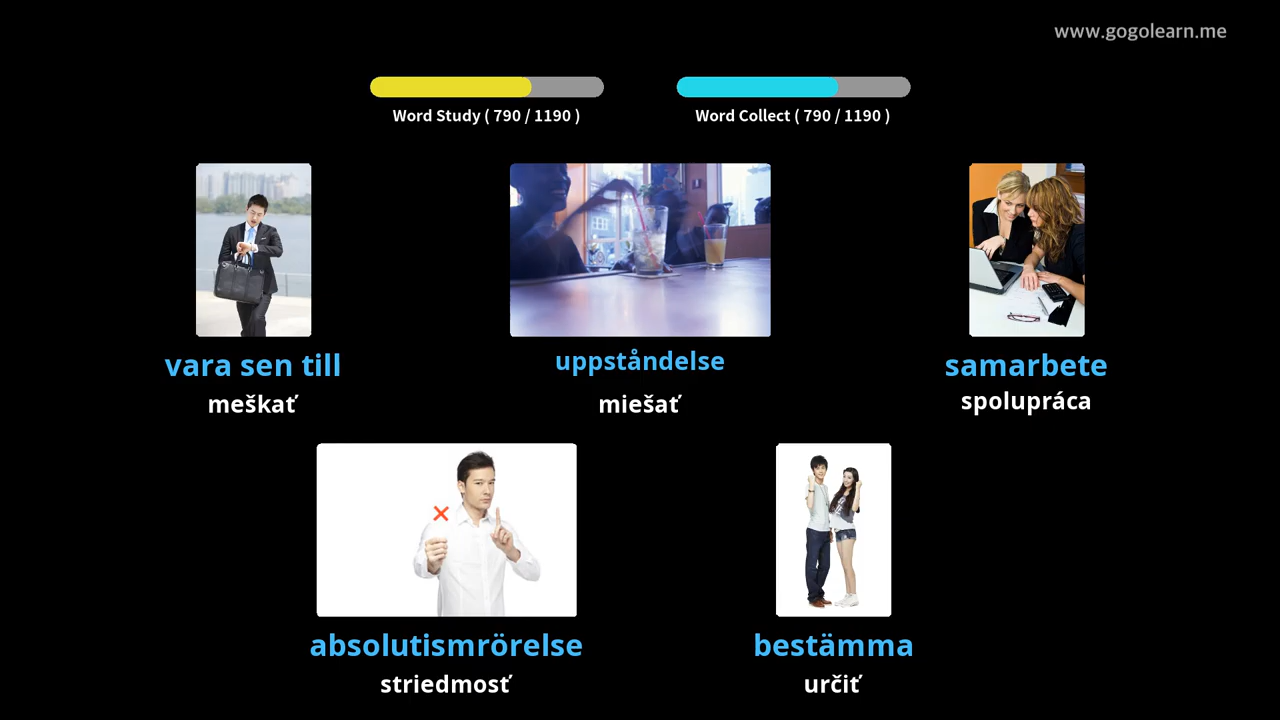 www.gogolearn.me
Word Study ( 790 / 1190 )
Word Collect ( 790 / 1190 )
vara sen till
meškať
uppståndelse
miešať
samarbete
spolupráca
absolutismrörelse
striedmosť
bestämma
určiť